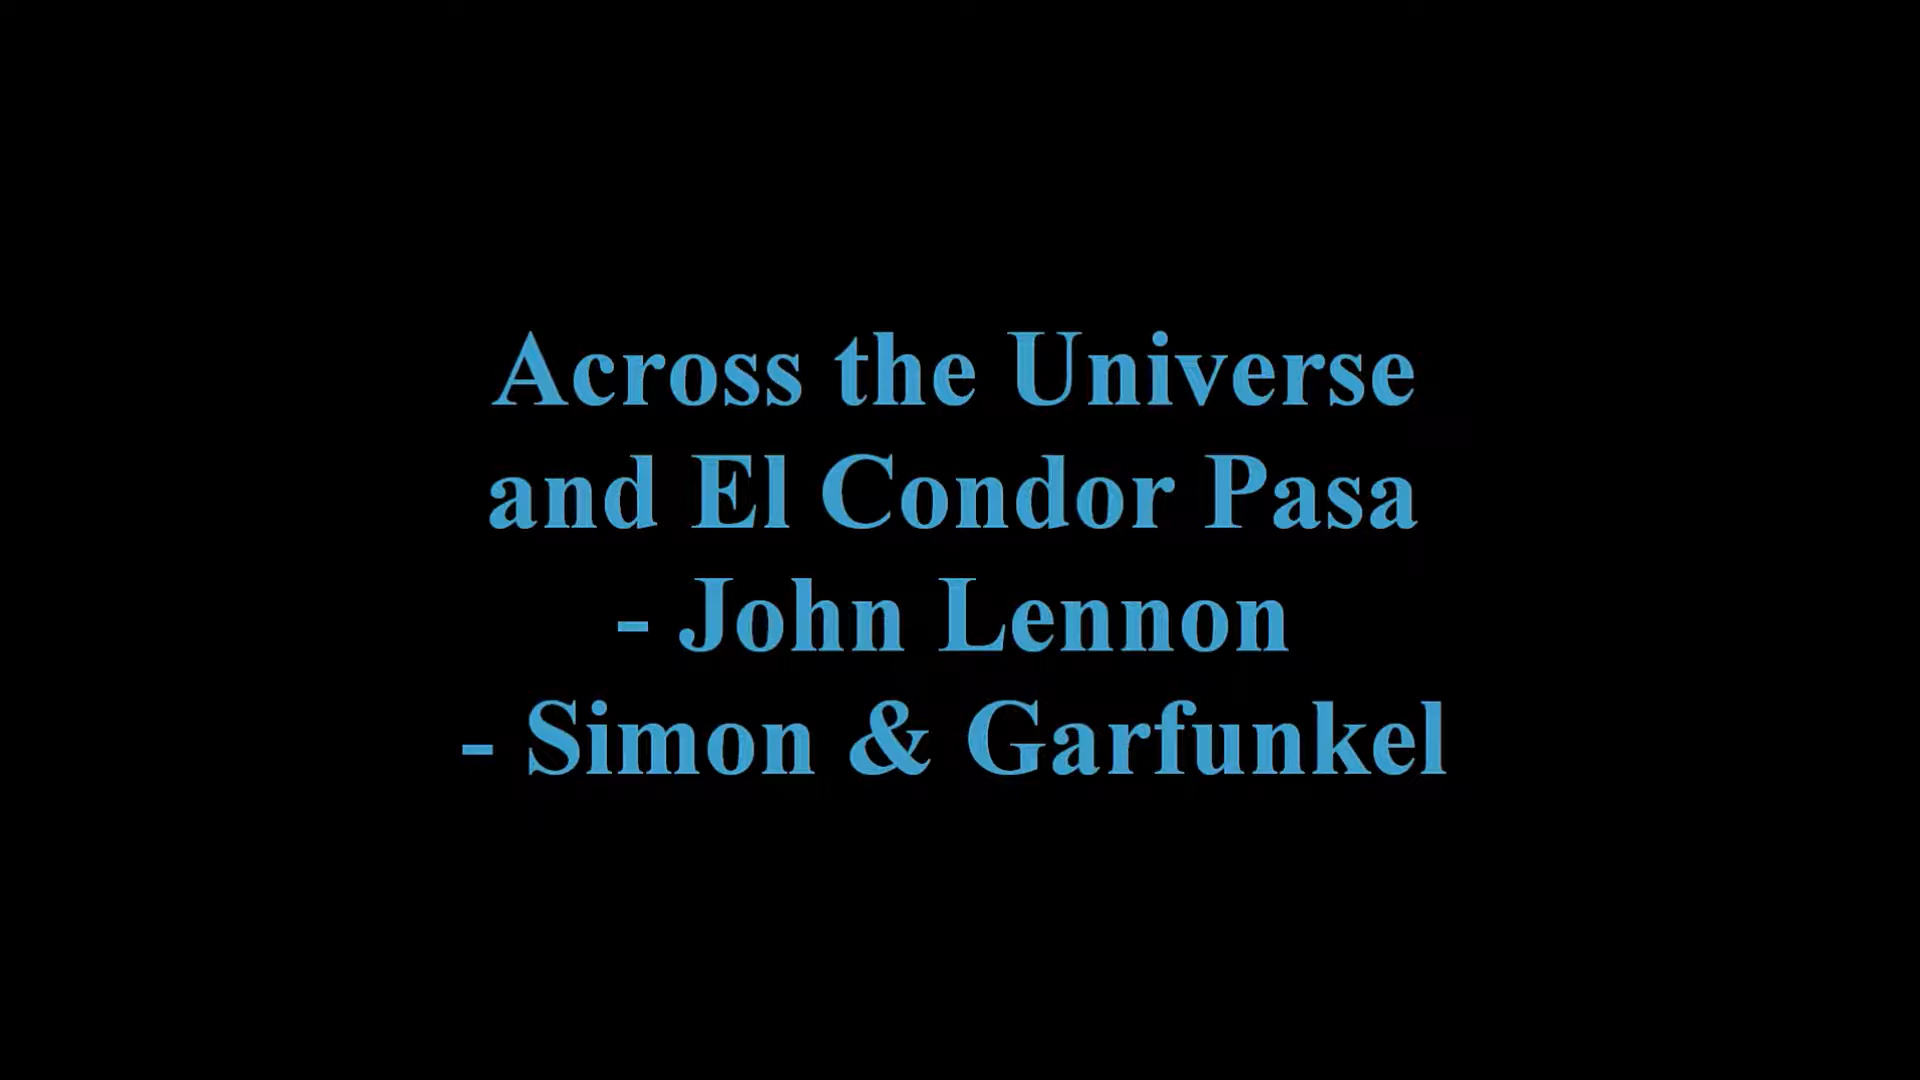 Across the Universe
and El Condor Pasa
- John Lennon
- Simon & Garfunkel